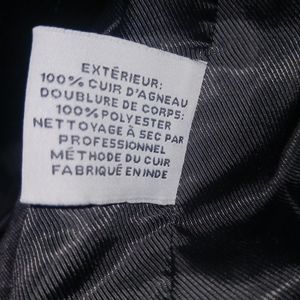 EXTÉRIEUR:
100% CUIR D'AGNEAU
DOUBLURE DE CORPS:
100% POLYESTER
NETTOYAGE À SEC PAR
PROFESSIONNEL
MÉTHODE DU CUIR
FABRIQUÉ EN INDE